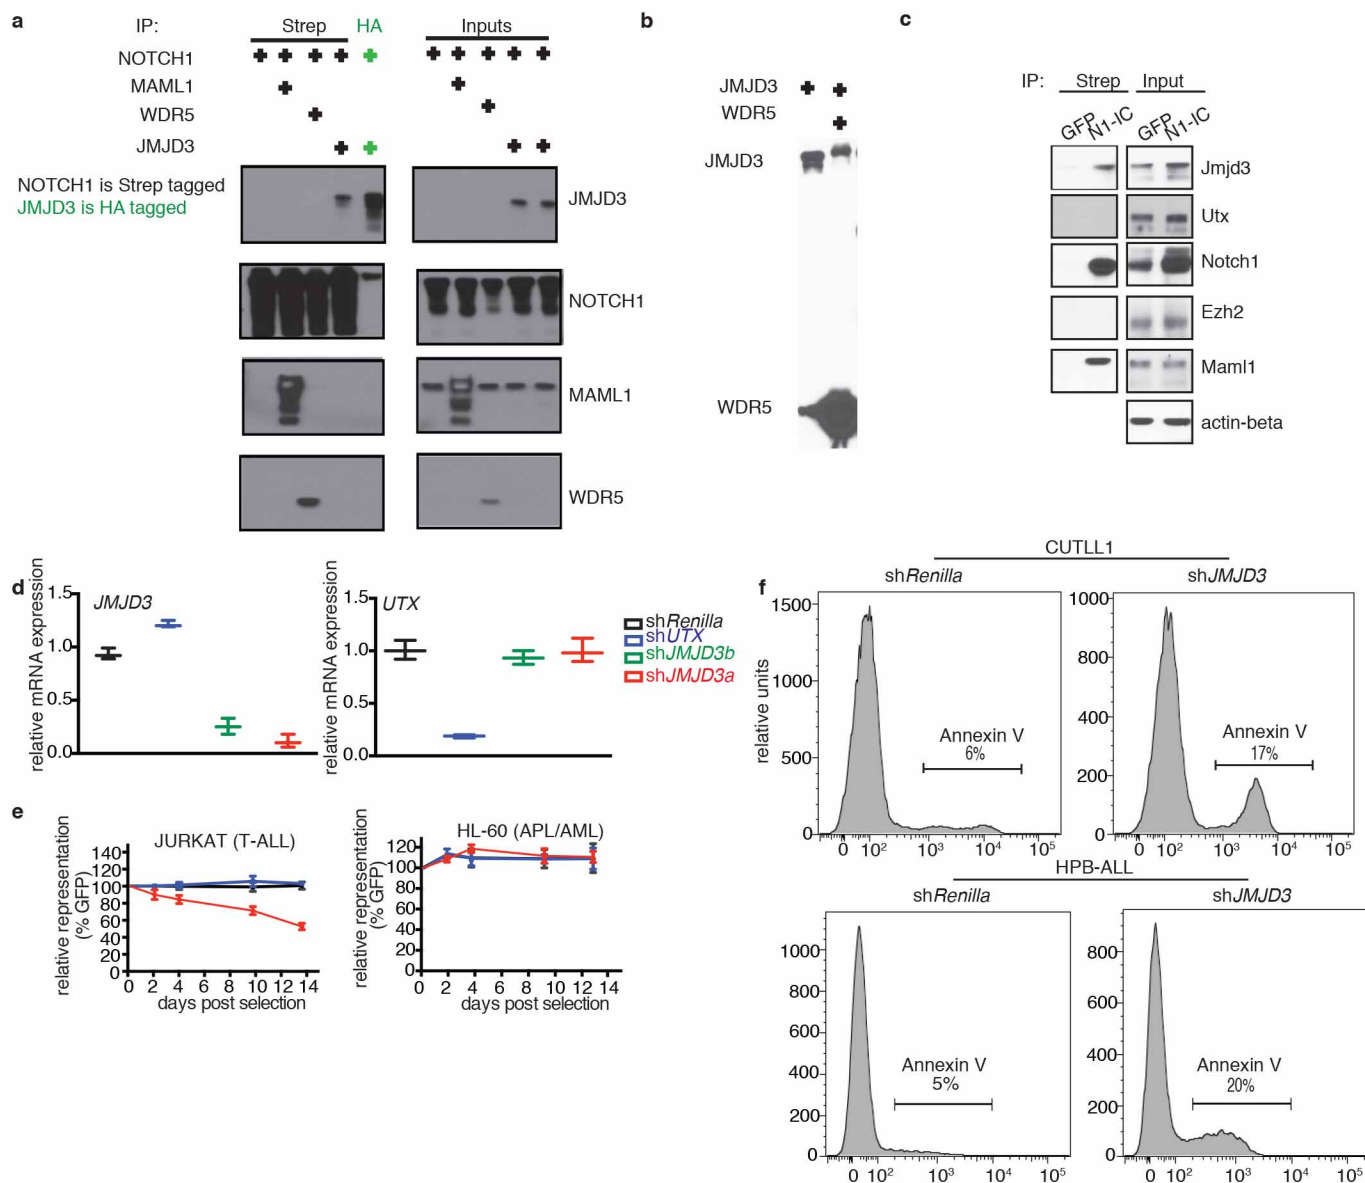 a
IP: Strep HA Inputs
NOTCH1
MAML1
WDR5
JMJD3
NOTCH1 is Strep tagged
JMJD3 is HA tagged
JMJD3
NOTCH1
MAML1
WDR5
b
JMJD3
WDR5
JMJD3
WDR5
c
IP: Strep Input
GFP N1-IC GFP N1-IC
Jmjd3
Utx
Notch1
Ezh2
Maml1
actin-beta
d
relative mRNA expression
1.5
1.0
0.5
0.0
JMJD3
relative mRNA expression
1.5
1.0
0.5
0.0
UTX
shRenilla
shUTX
shJMJD3b
shJMJD3a
e
relative representation
(% GFP)
JURKAT (T-ALL)
140
120
100
80
60
40
20
0
0 2 4 6 8 10 12 14
days post selection
relative representation
(% GFP)
HL-60 (APL/AML)
120
100
80
60
40
20
0
0 2 4 6 8 10 12 14
days post selection
f
CUTLL1
shRenilla shJMJD3
relative units
1500
1000
500
0
Annexin V
6%
0 10² 10³ 10⁴ 10⁵
1000
800
400
200
0
Annexin V
17%
0 10² 10³ 10⁴ 10⁵
HPB-ALL
shRenilla shJMJD3
1000
800
600
400
200
0
Annexin V
5%
0 10² 10³ 10⁴ 10⁵
800
600
400
200
0
Annexin V
20%
0 10² 10³ 10⁴ 10⁵